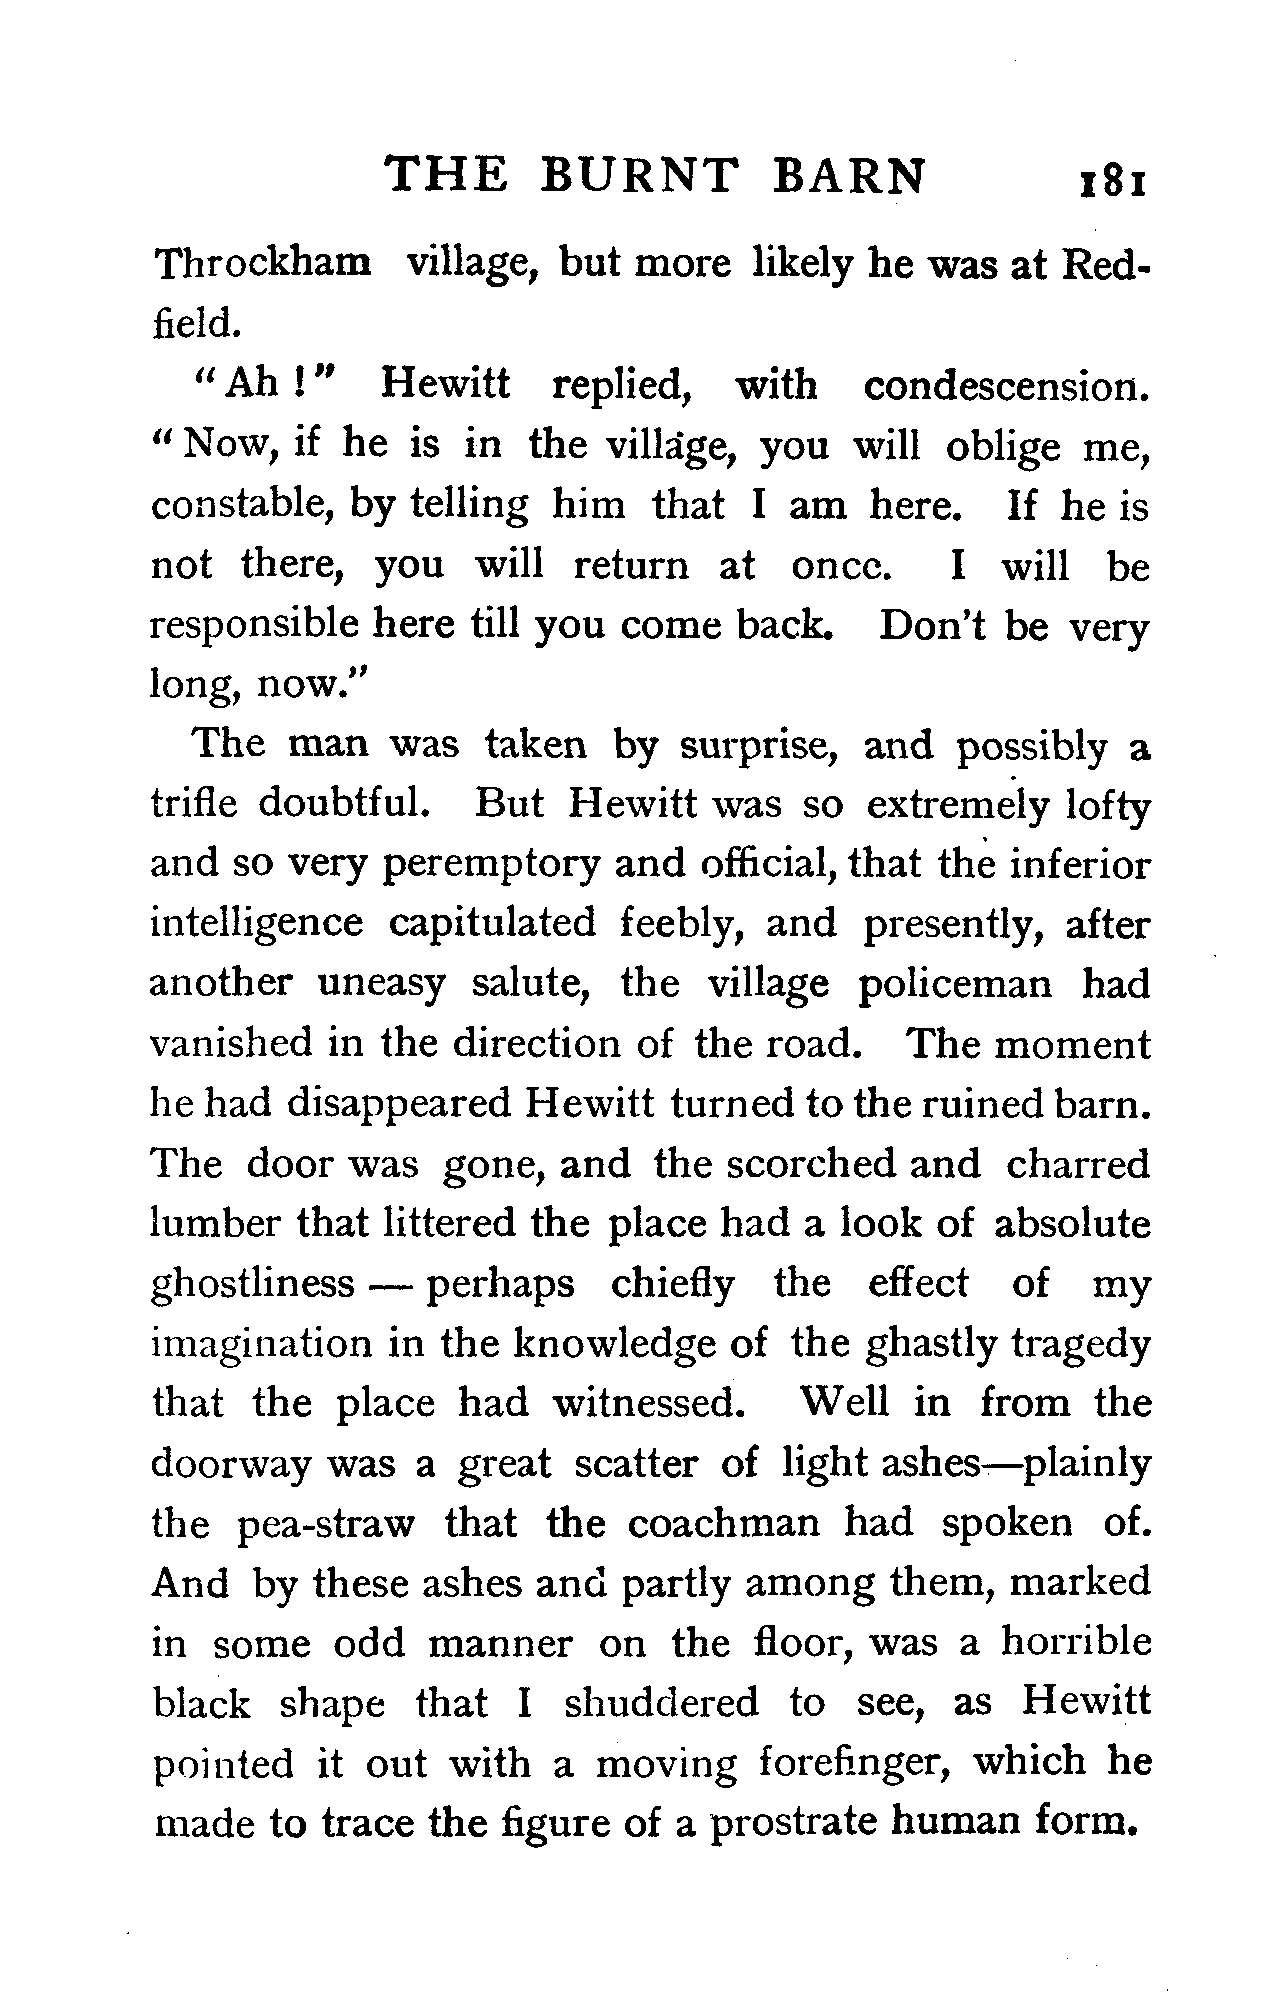 THE BURNT BARN 181
Throckham village, but more likely he was at Red-
field.
"Ah!" Hewitt replied, with condescension.
"Now, if he is in the village, you will oblige me,
constable, by telling him that I am here. If he is
not there, you will return at once. I will be
responsible here till you come back. Don't be very
long, now."
The man was taken by surprise, and possibly a
trifle doubtful. But Hewitt was so extremely lofty
and so very peremptory and official, that the inferior
intelligence capitulated feebly, and presently, after
another uneasy salute, the village policeman had
vanished in the direction of the road. The moment
he had disappeared Hewitt turned to the ruined barn.
The door was gone, and the scorched and charred
lumber that littered the place had a look of absolute
ghostliness — perhaps chiefly the effect of my
imagination in the knowledge of the ghastly tragedy
that the place had witnessed. Well in from the
doorway was a great scatter of light ashes—plainly
the pea-straw that the coachman had spoken of.
And by these ashes and partly among them, marked
in some odd manner on the floor, was a horrible
black shape that I shuddered to see, as Hewitt
pointed it out with a moving forefinger, which he
made to trace the figure of a prostrate human form.